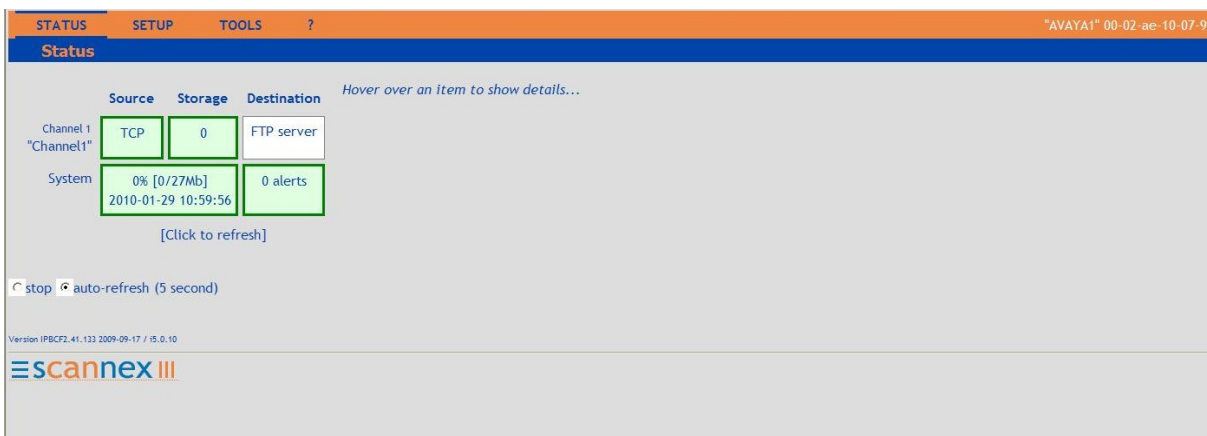 STATUS SETUP TOOLS ? "AVAYA1" 00-02-ae-10-07-9
Status
Hover over an item to show details...
Source Storage Destination
Channel 1
"Channel1" TCP 0 FTP server
System 0% [0/27Mb] 0 alerts
2010-01-29 10:59:56
[Click to refresh]
stop auto-refresh (5 second)
Version IPBCF2.41.133 2009-09-17 / i5.0.10
scannex